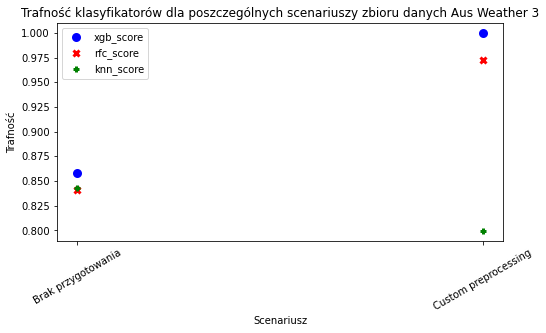 Trafność klasyfikatorów dla poszczególnych scenariuszy zbioru danych Aus Weather 3
xgb_score
rfc_score
knn_score
Trafność
1.000
0.975
0.950
0.925
0.900
0.875
0.850
0.825
0.800
Brak przygotowania
Custom preprocessing
Scenariusz